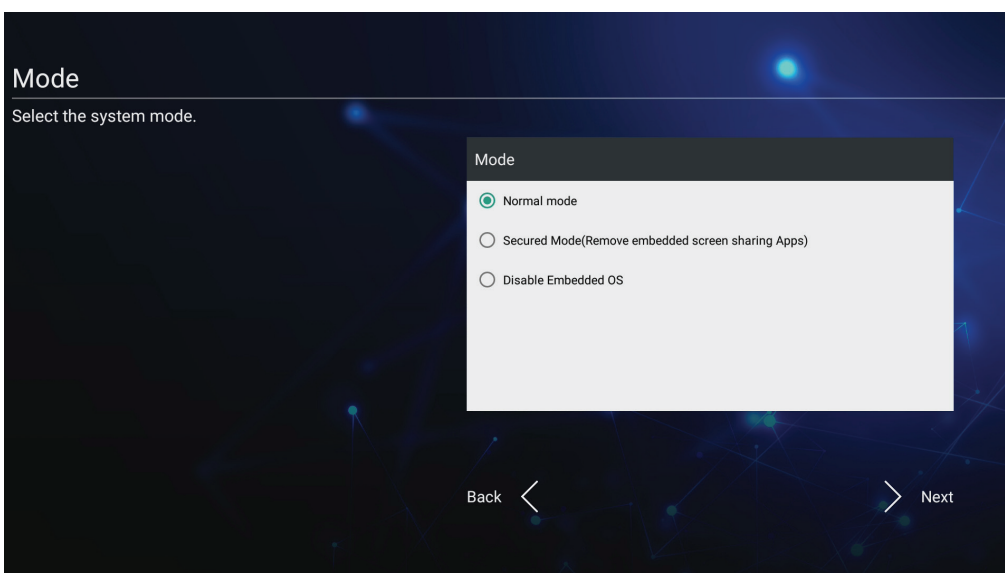 Mode
Select the system mode.
Mode
Normal mode
Secured Mode(Remove embedded screen sharing Apps)
Disable Embedded OS
Back
Next